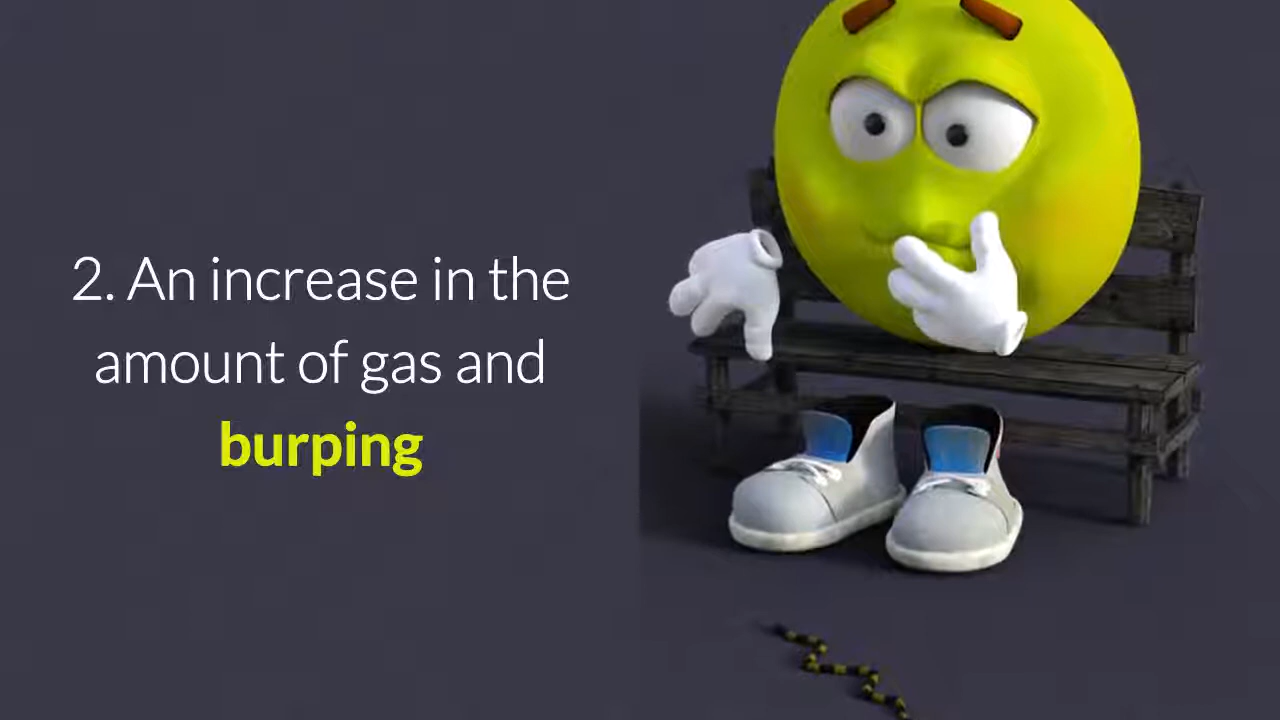 2. An increase in the
amount of gas and
burping